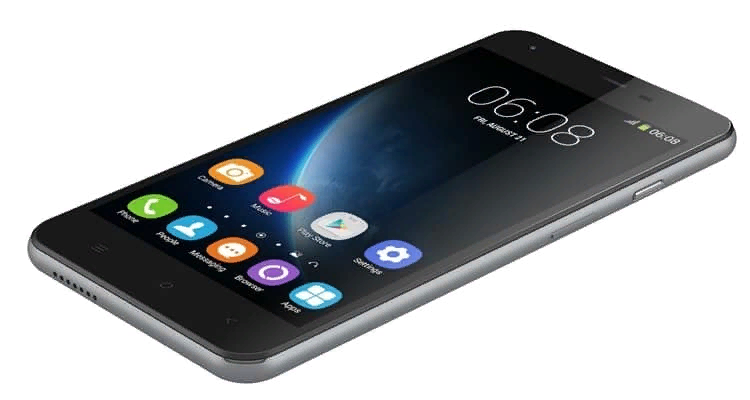 06:08
06:08
FRI, AUGUST 21
Camera
Music
Play Store
Settings
Phone
People
Messaging
Browser
Apps